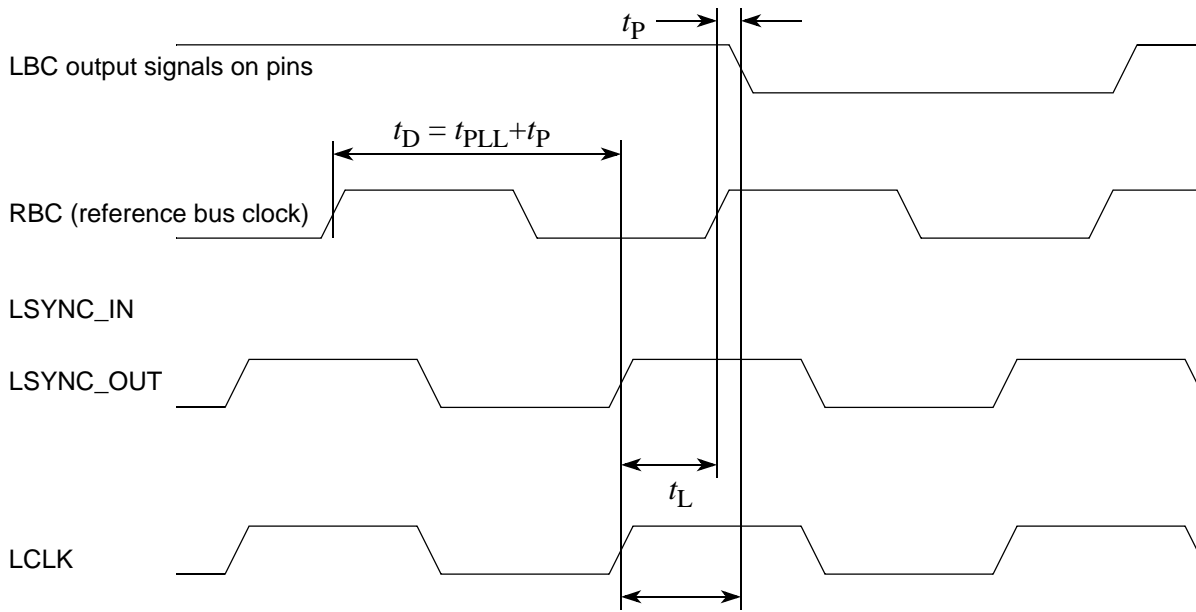 tP
LBC output signals on pins
tD = tPLL+tP
RBC (reference bus clock)
LSYNC_IN
LSYNC_OUT
tL
LCLK